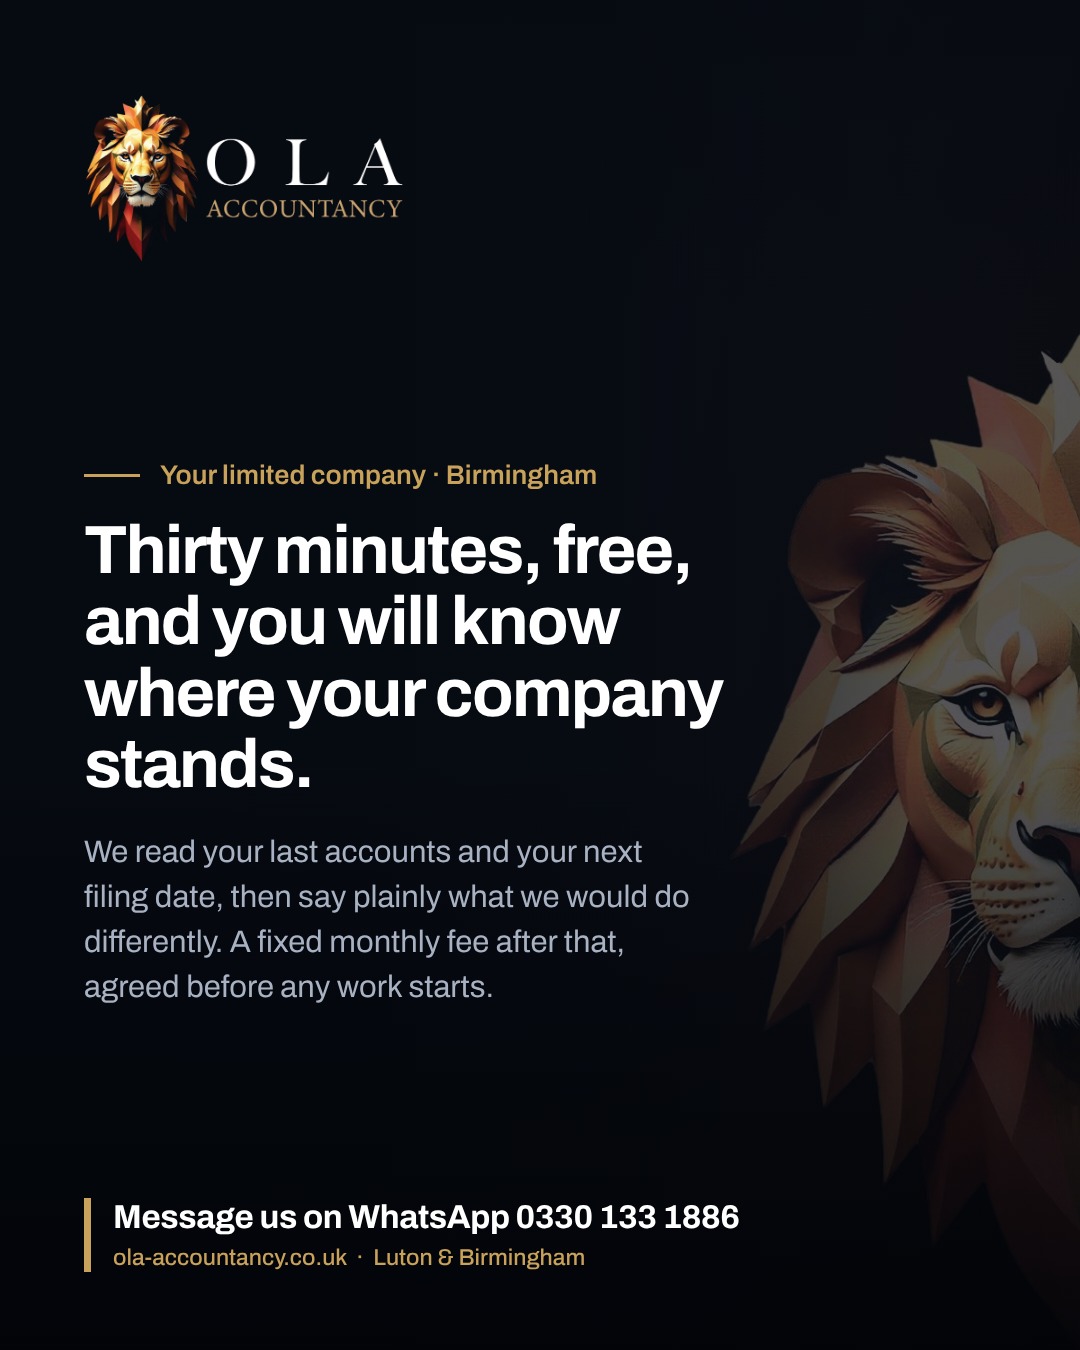 OLA
ACCOUNTANCY
Your limited company · Birmingham
Thirty minutes, free,
and you will know
where your company
stands.
We read your last accounts and your next
filing date, then say plainly what we would do
differently. A fixed monthly fee after that,
agreed before any work starts.
Message us on WhatsApp 0330 133 1886
ola-accountancy.co.uk · Luton & Birmingham